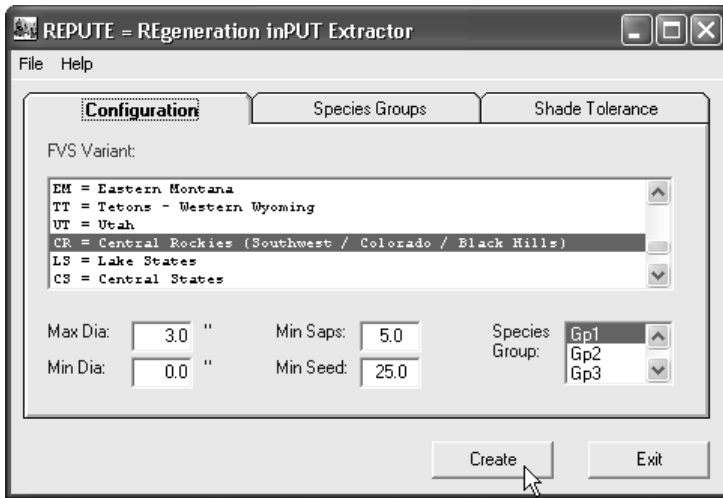 REPUTE = REgeneration inPUT Extractor
File Help
Configuration Species Groups Shade Tolerance
FVS Variant:
EM = Eastern Montana
TT = Tetons - Western Wyoming
UT = Utah
CR = Central Rockies (Southwest / Colorado / Black Hills)
LS = Lake States
CS = Central States
Max Dia: 3.0 " Min Saps: 5.0 Species Group: Gp1
Min Dia: 0.0 " Min Seed: 25.0 Gp2
Gp3
Create Exit